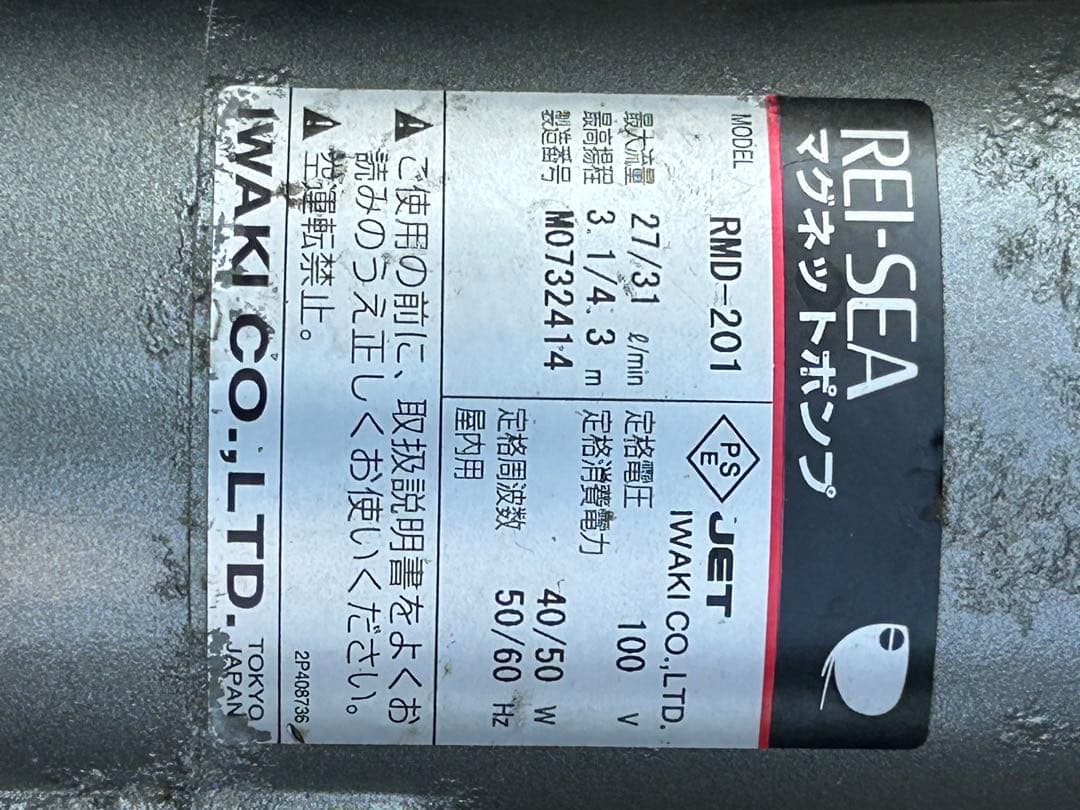 REI-SEA
マグネットポンプ
MODEL RMD-201
最大流量 27/31 ℓ/min
最高揚程 3.1/4.3 m
製造番号 M0732414
PSE JET
IWAKI CO.,LTD.
定格電圧 100 V
定格消費電力 40/50 W
定格周波数 50/60 Hz
屋内用
ご使用の前に、取扱説明書をよくお
読みのうえ正しくお使いください。
空運転禁止。
2P408736
IWAKI CO.,LTD. TOKYO JAPAN